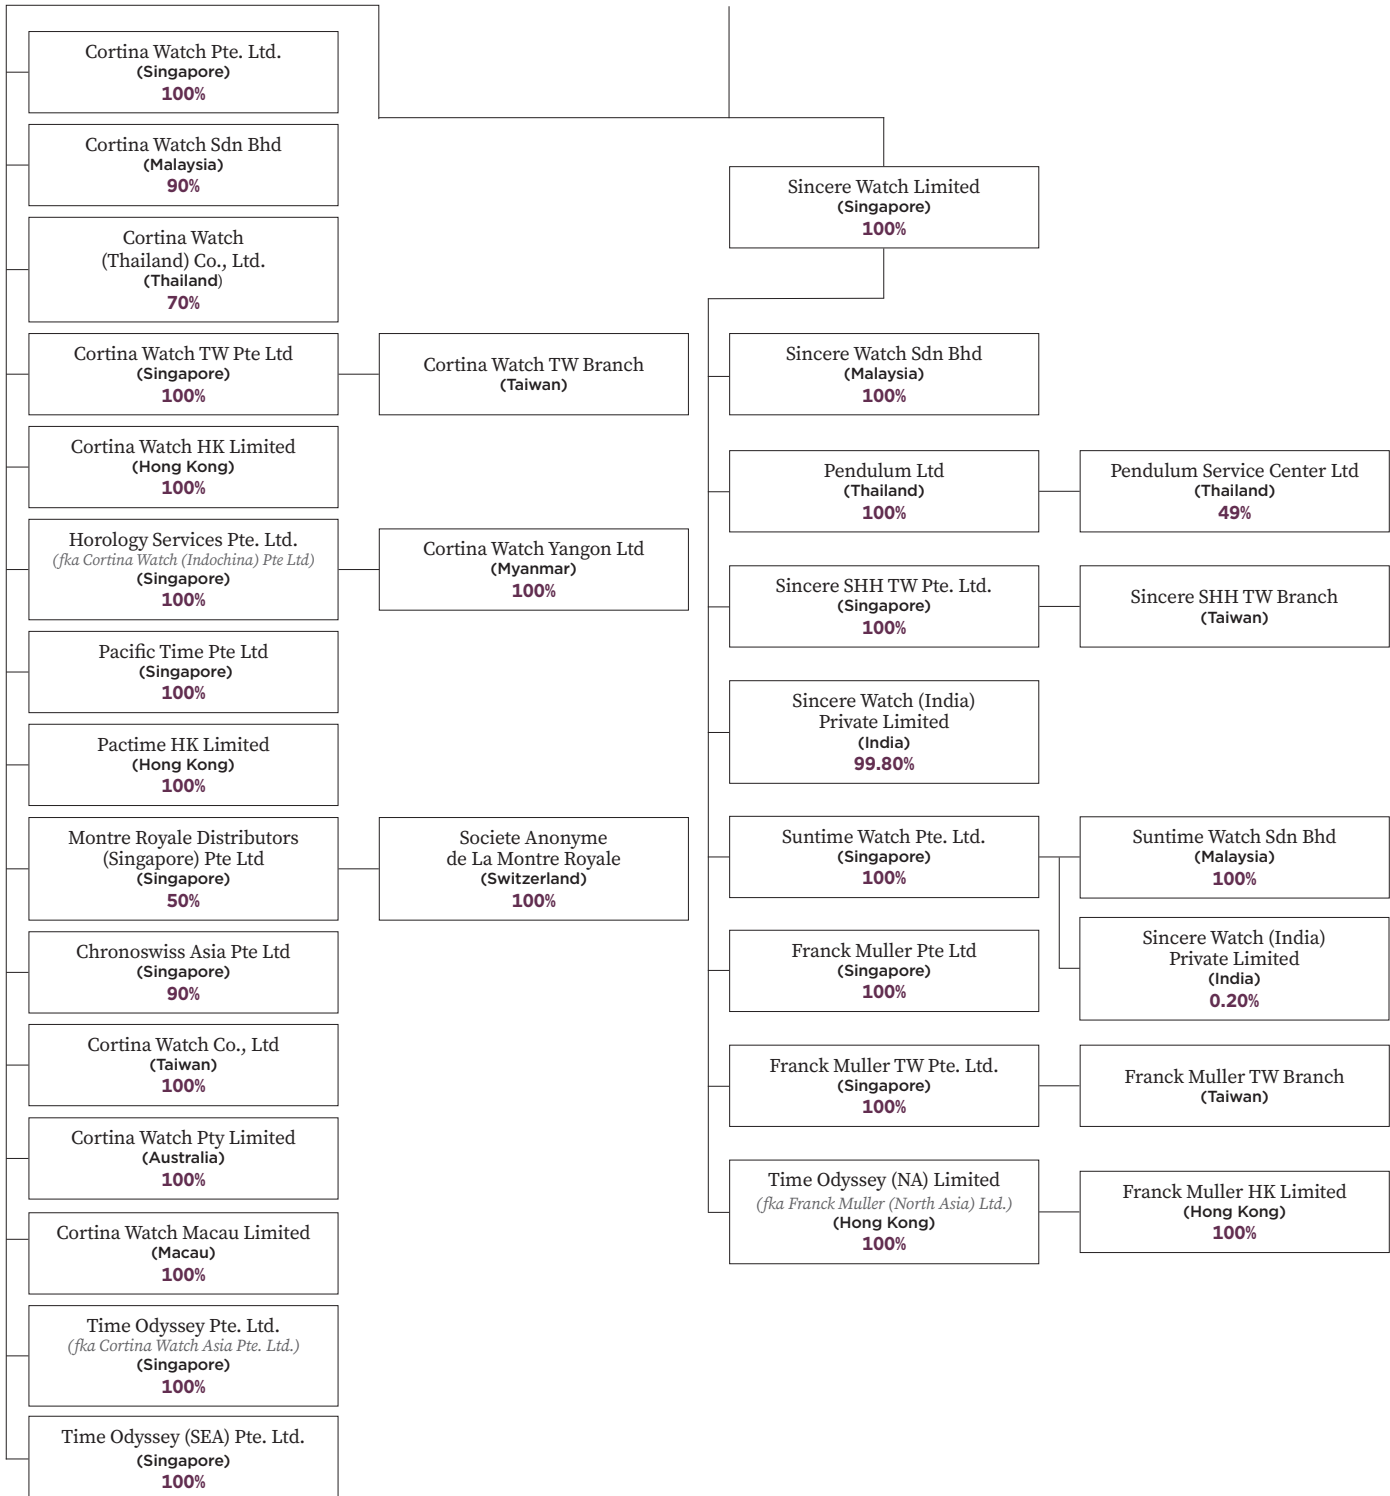 Cortina Watch Pte. Ltd.
(Singapore)
100%
Cortina Watch Sdn Bhd
(Malaysia)
90%
Cortina Watch
(Thailand) Co., Ltd.
(Thailand)
70%
Cortina Watch TW Pte Ltd
(Singapore)
100%
Cortina Watch TW Branch
(Taiwan)
Cortina Watch HK Limited
(Hong Kong)
100%
Horology Services Pte. Ltd.
(fka Cortina Watch (Indochina) Pte Ltd)
(Singapore)
100%
Cortina Watch Yangon Ltd
(Myanmar)
100%
Pacific Time Pte Ltd
(Singapore)
100%
Pactime HK Limited
(Hong Kong)
100%
Montre Royale Distributors
(Singapore) Pte Ltd
(Singapore)
50%
Societe Anonyme
de La Montre Royale
(Switzerland)
100%
Chronoswiss Asia Pte Ltd
(Singapore)
90%
Cortina Watch Co., Ltd
(Taiwan)
100%
Cortina Watch Pty Limited
(Australia)
100%
Cortina Watch Macau Limited
(Macau)
100%
Time Odyssey Pte. Ltd.
(fka Cortina Watch Asia Pte. Ltd.)
(Singapore)
100%
Time Odyssey (SEA) Pte. Ltd.
(Singapore)
100%
Sincere Watch Limited
(Singapore)
100%
Sincere Watch Sdn Bhd
(Malaysia)
100%
Pendulum Ltd
(Thailand)
100%
Pendulum Service Center Ltd
(Thailand)
49%
Sincere SHH TW Pte. Ltd.
(Singapore)
100%
Sincere SHH TW Branch
(Taiwan)
Sincere Watch (India)
Private Limited
(India)
99.80%
Suntime Watch Pte. Ltd.
(Singapore)
100%
Suntime Watch Sdn Bhd
(Malaysia)
100%
Sincere Watch (India)
Private Limited
(India)
0.20%
Franck Muller Pte Ltd
(Singapore)
100%
Franck Muller TW Pte. Ltd.
(Singapore)
100%
Franck Muller TW Branch
(Taiwan)
Time Odyssey (NA) Limited
(fka Franck Muller (North Asia) Ltd.)
(Hong Kong)
100%
Franck Muller HK Limited
(Hong Kong)
100%